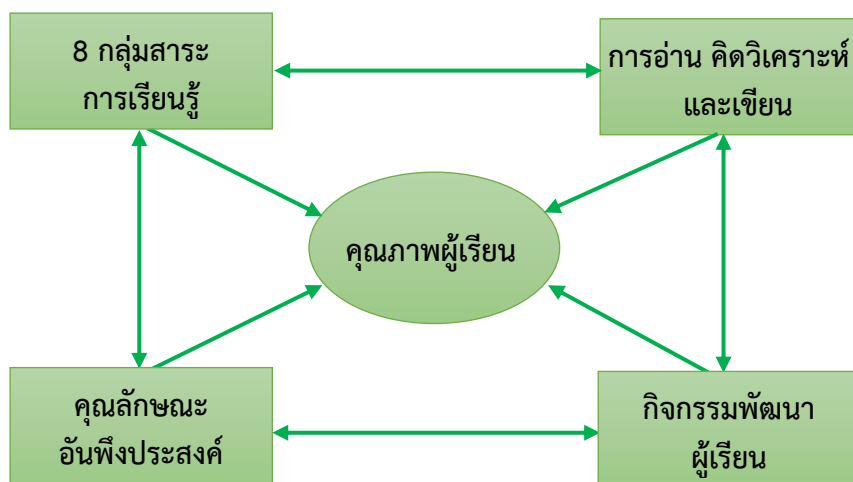 8 กลุ่มสาระ
การเรียนรู้
การอ่าน คิดวิเคราะห์
และเขียน
คุณภาพผู้เรียน
คุณลักษณะ
อันพึงประสงค์
กิจกรรมพัฒนา
ผู้เรียน